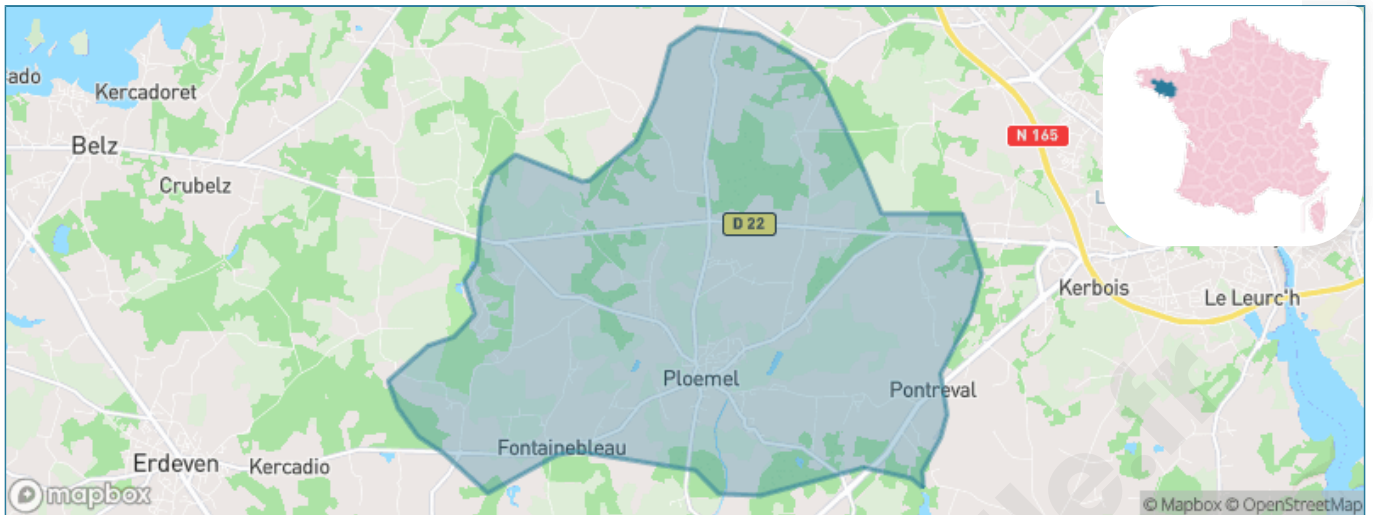 ado
Kercadoret
Belz
N 165
Crubelz
D 22
Kerbois
Le Leurc'h
Ploemel
Pontreval
Fontainebleau
Erdeven
Kercadio
mapbox
© Mapbox © OpenStreetMap